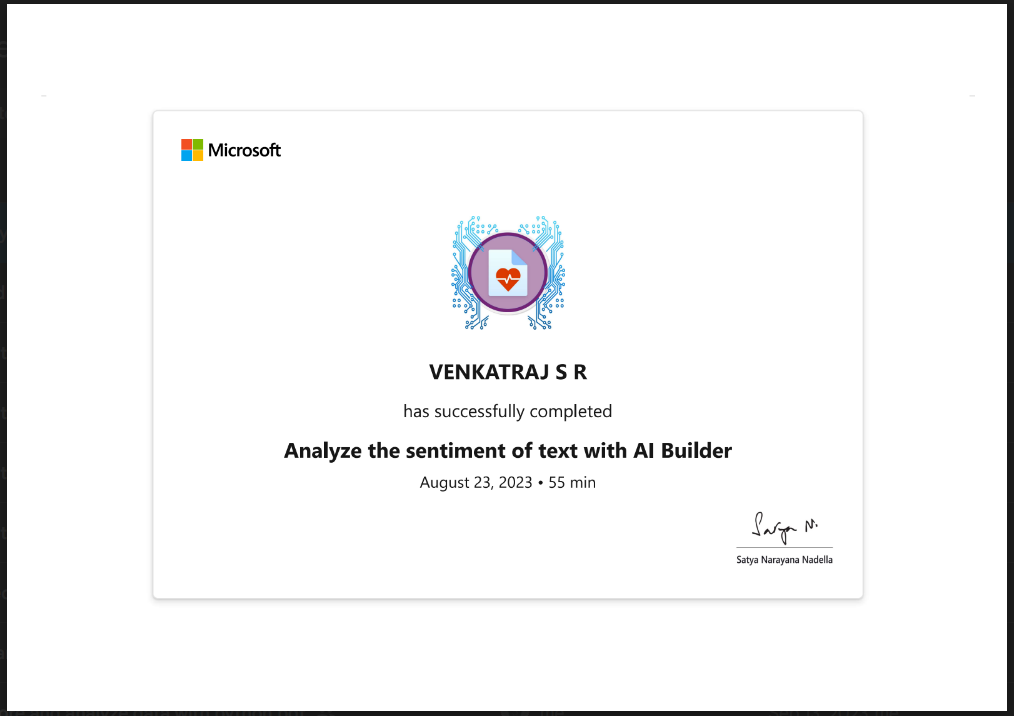 Microsoft
VENKATRAJ S R
has successfully completed
Analyze the sentiment of text with AI Builder
August 23, 2023 • 55 min
Satya N.
Satya Narayana Nadella